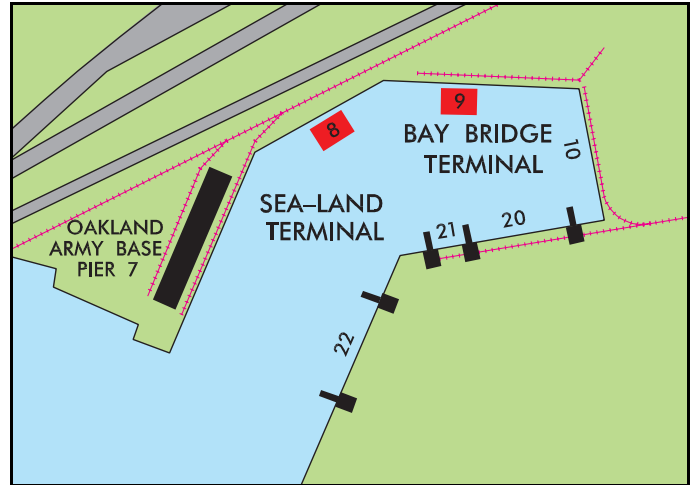 8
9
BAY BRIDGE
TERMINAL
10
SEA–LAND
TERMINAL
OAKLAND
ARMY BASE
PIER 7
21
20
22